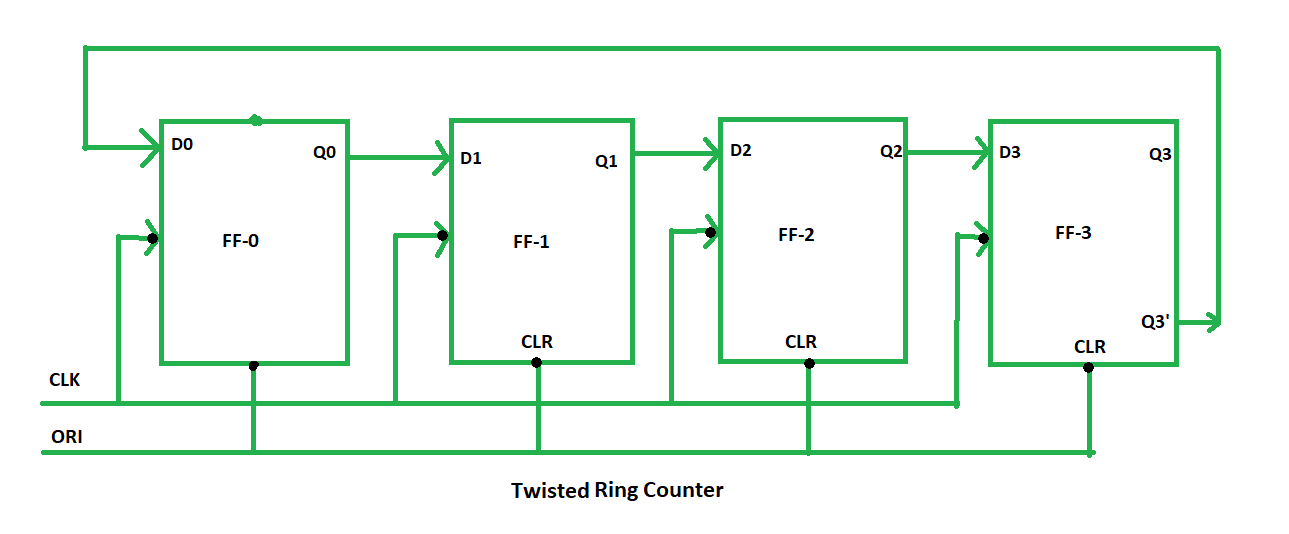 D0 Q0 D1 Q1 D2 Q2 D3 Q3
FF-0 FF-1 FF-2 FF-3
Q3'
CLR CLR CLR
CLK
ORI
Twisted Ring Counter